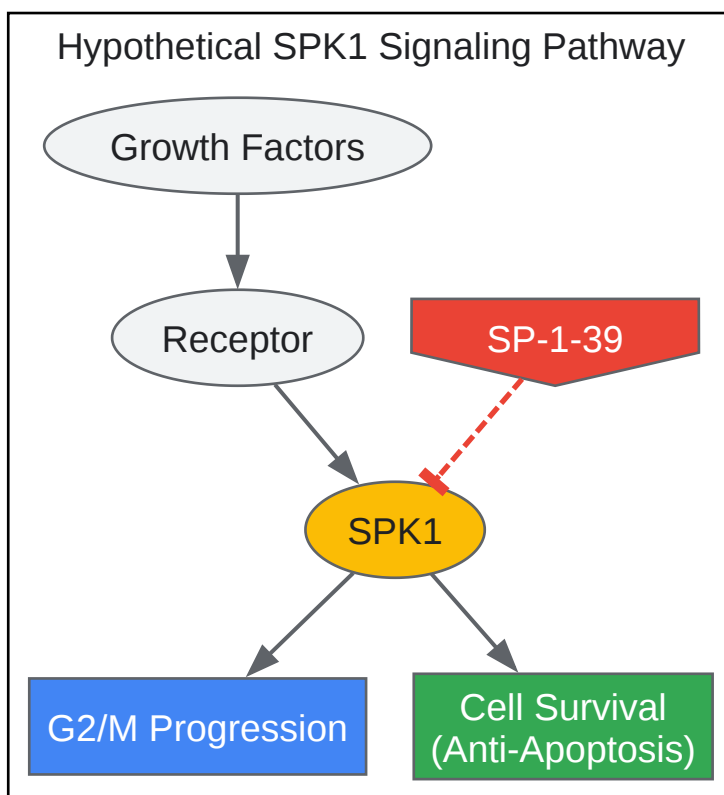 Hypothetical SPK1 Signaling Pathway
Growth Factors
Receptor
SP-1-39
SPK1
G2/M Progression
Cell Survival
(Anti-Apoptosis)